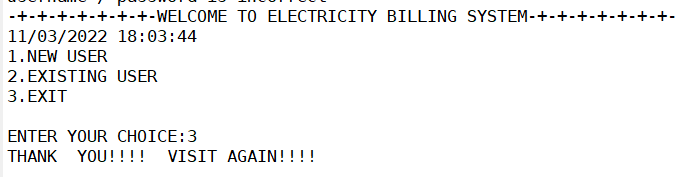 username / password is incorrect
-+-+-+-+-+-+-+-WELCOME TO ELECTRICITY BILLING SYSTEM-+-+-+-+-+-+-+-
11/03/2022 18:03:44
1.NEW USER
2.EXISTING USER
3.EXIT
ENTER YOUR CHOICE:3
THANK  YOU!!!!  VISIT AGAIN!!!!